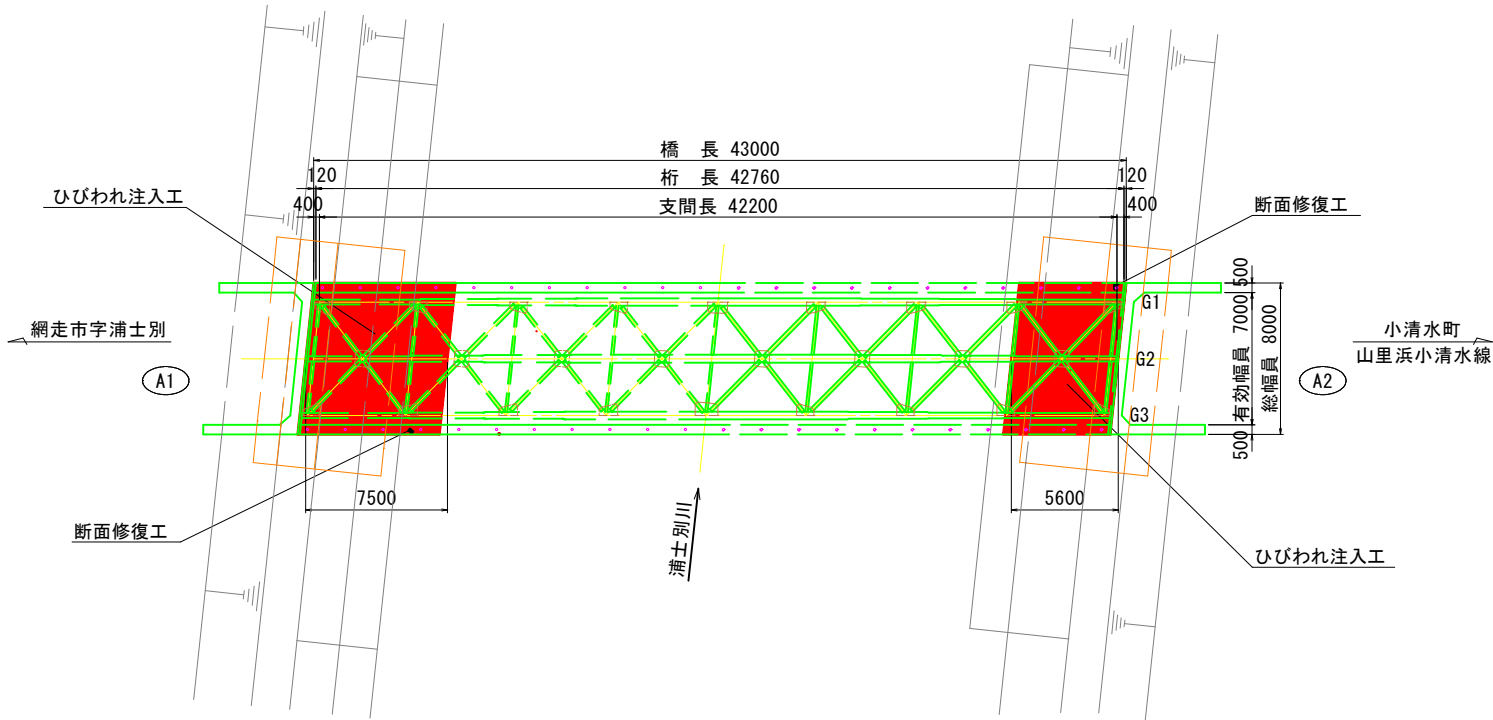 橋 長 43000
120
桁 長 42760
120
ひびわれ注入工
400
支間長 42200
400
断面修復工
500
G1
有効幅員 7000
総幅員 8000
網走市字浦士別
小清水町
山里浜小清水線
G2
A1
A2
G3
500
7500
5600
断面修復工
浦士別川
ひびわれ注入工